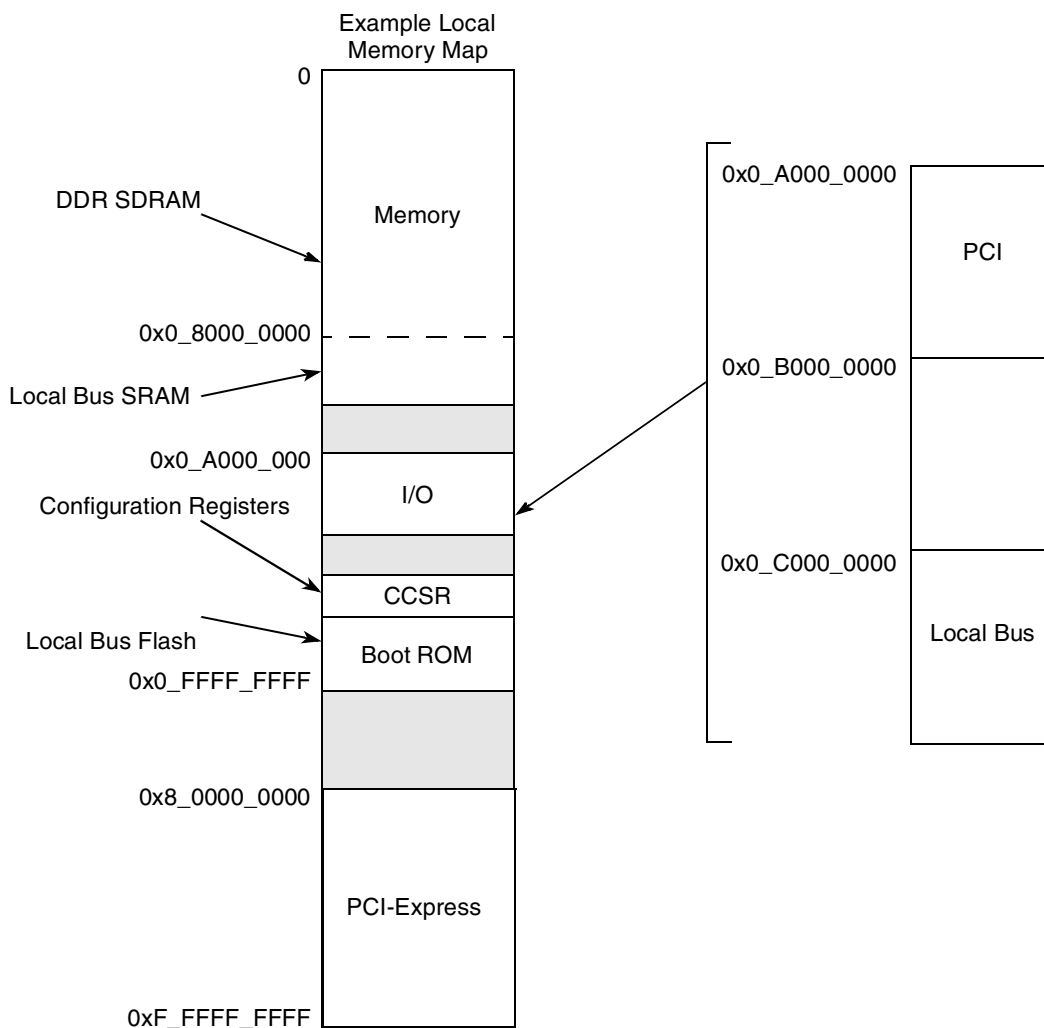 Example Local
Memory Map
0
DDR SDRAM
Memory
0x0_8000_0000
Local Bus SRAM
0x0_A000_000
I/O
Configuration Registers
CCSR
Local Bus Flash
Boot ROM
0x0_FFFF_FFFF
0x8_0000_0000
PCI-Express
0xF_FFFF_FFFF
0x0_A000_0000
PCI
0x0_B000_0000
0x0_C000_0000
Local Bus